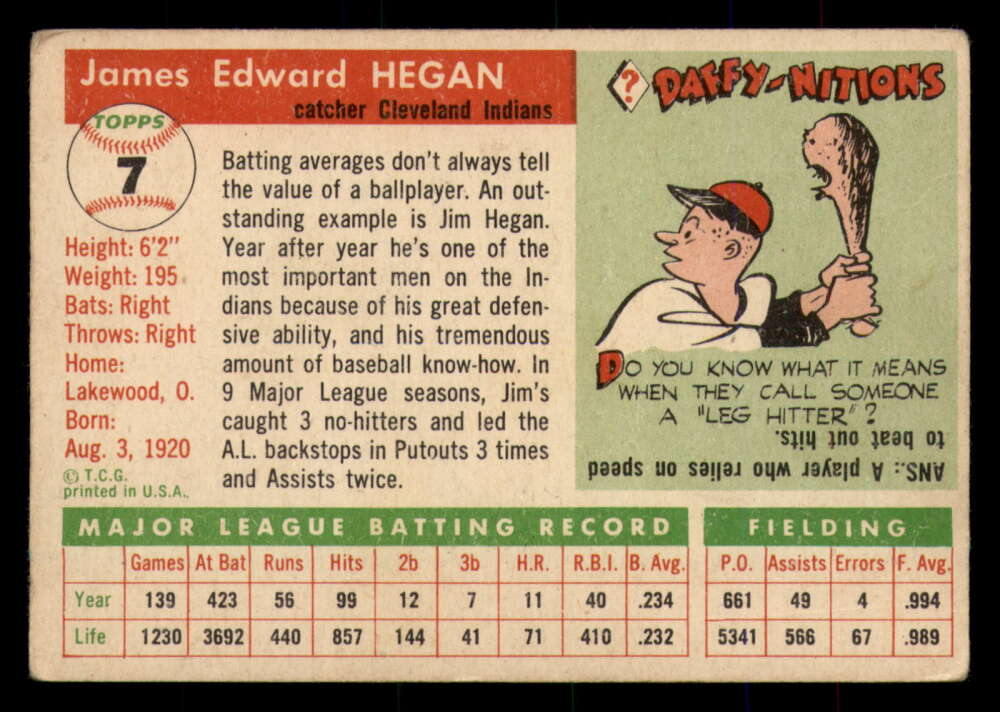 James Edward HEGAN
catcher Cleveland Indians
TOPPS
7
Height: 6'2"
Weight: 195
Bats: Right
Throws: Right
Home:
Lakewood, O.
Born:
Aug. 3, 1920
© T.C.G.
printed in U.S.A.
Batting averages don't always tell
the value of a ballplayer. An out-
standing example is Jim Hegan.
Year after year he's one of the
most important men on the In-
dians because of his great defen-
sive ability, and his tremendous
amount of baseball know-how. In
9 Major League seasons, Jim's
caught 3 no-hitters and led the
A.L. backstops in Putouts 3 times
and Assists twice.
? DAFFY-NITIONS
DO YOU KNOW WHAT IT MEANS
WHEN THEY CALL SOMEONE
A "LEG HITTER"?
ANS.: A player who relies on speed
to beat out hits.
MAJOR LEAGUE BATTING RECORD
Games At Bat Runs Hits 2b 3b H.R. R.B.I. B. Avg.
Year 139 423 56 99 12 7 11 40 .234
Life 1230 3692 440 857 144 41 71 410 .232
FIELDING
P.O. Assists Errors F. Avg.
661 49 4 .994
5341 566 67 .989